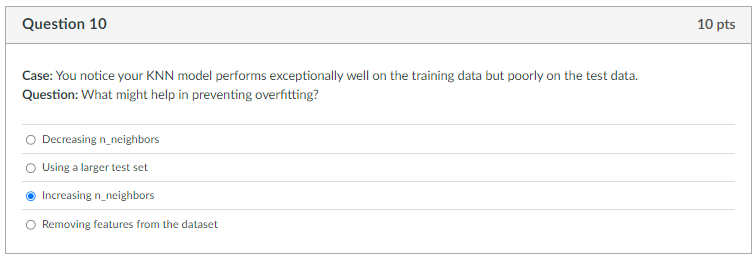 Question 10
10 pts
Case: You notice your KNN model performs exceptionally well on the training data but poorly on the test data.
Question: What might help in preventing overfitting?
Decreasing n_neighbors
Using a larger test set
Increasing n_neighbors
Removing features from the dataset